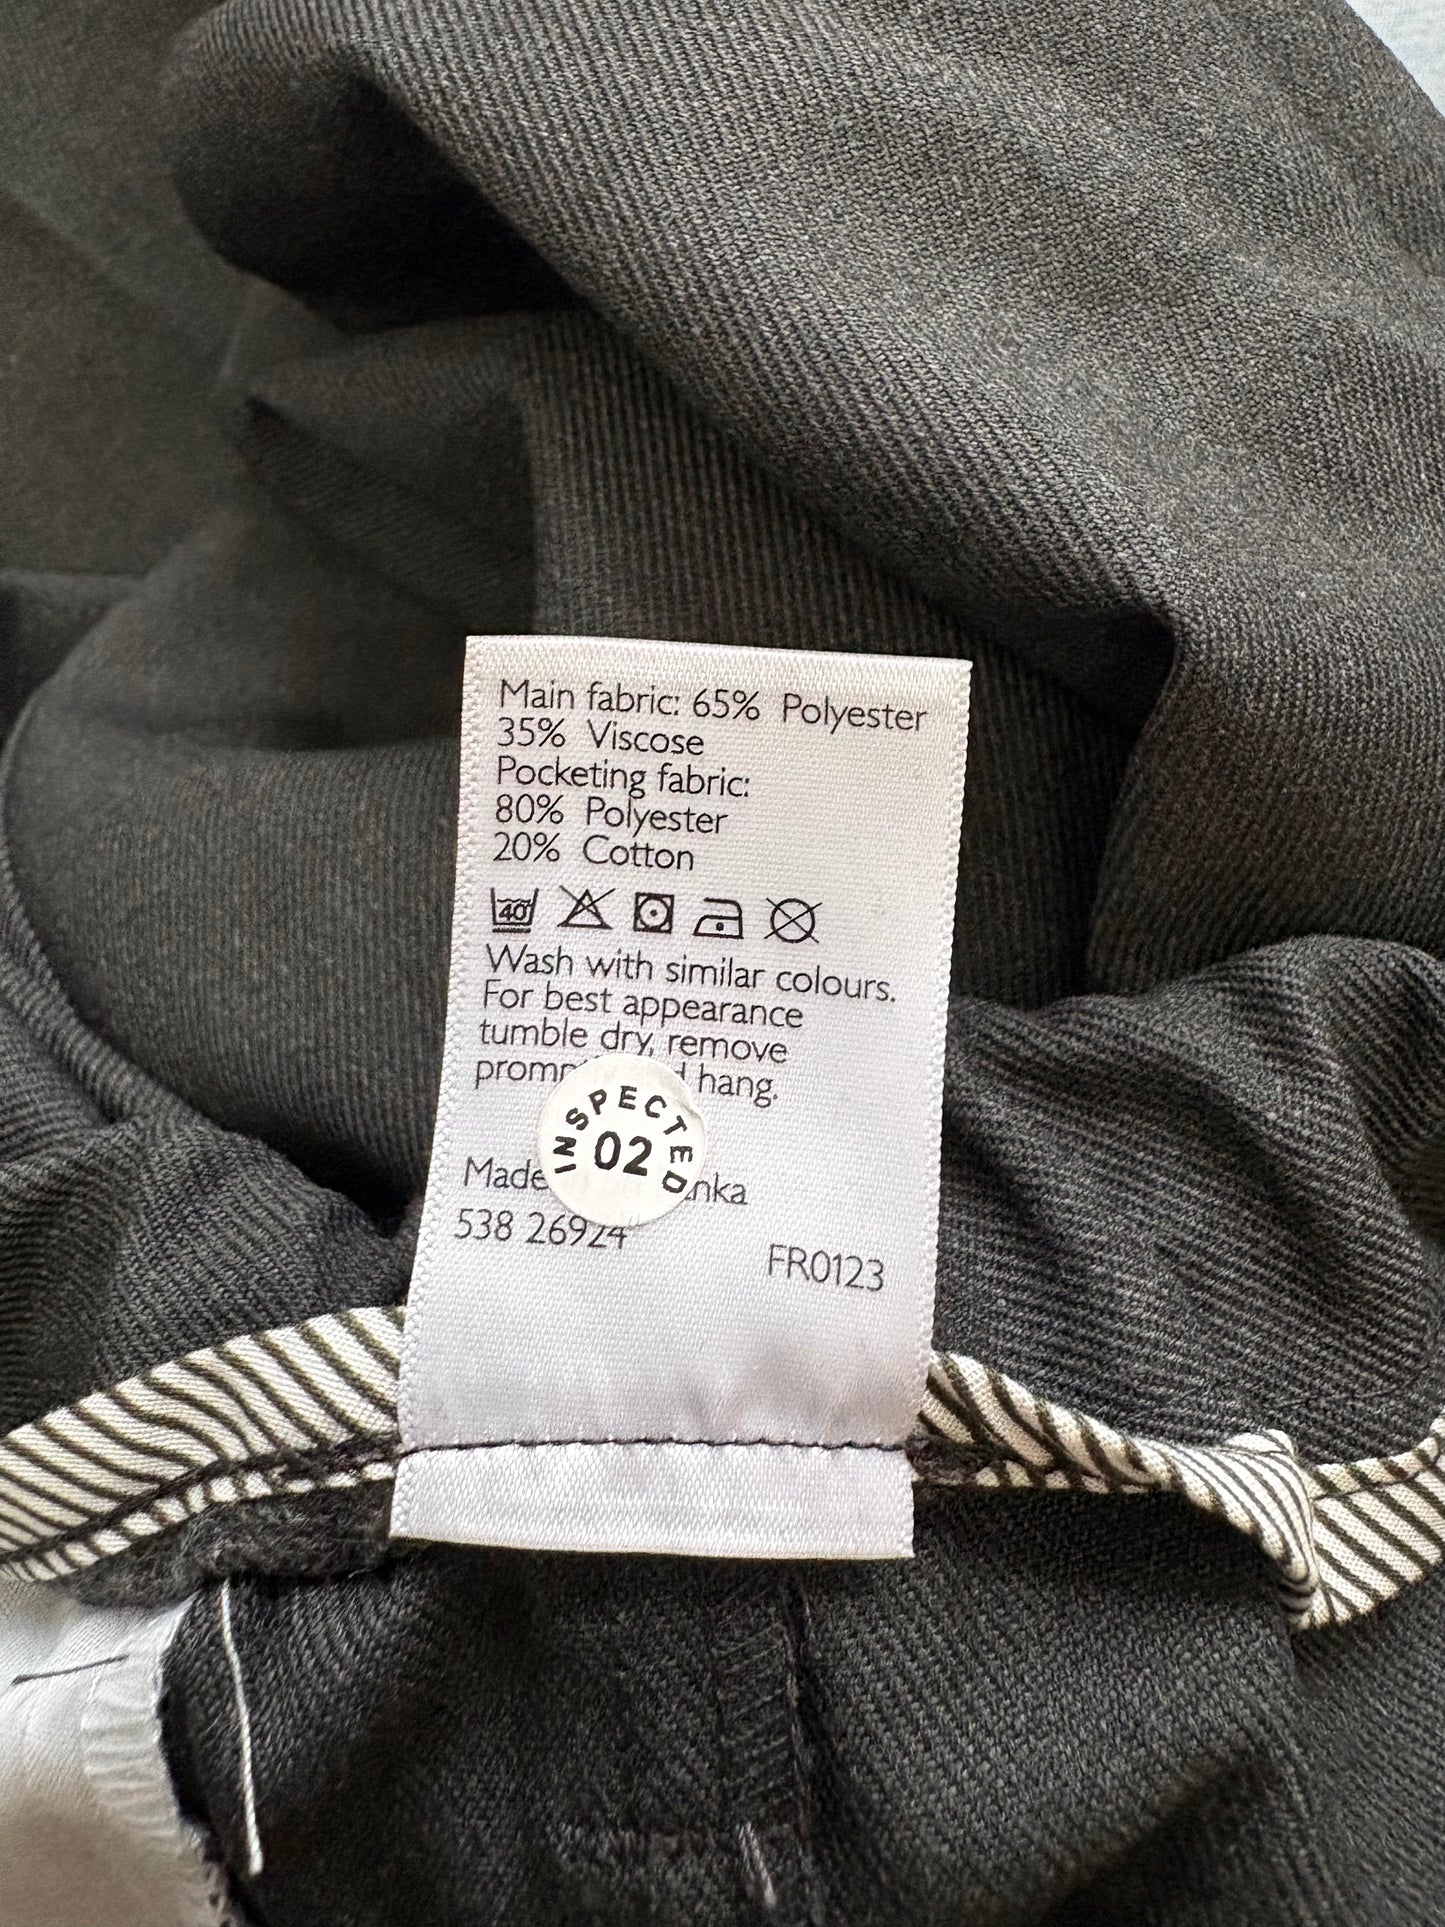 Main fabric: 65% Polyester
35% Viscose
Pocketing fabric:
80% Polyester
20% Cotton
40
Wash with similar colours.
For best appearance
tumble dry, remove
hang.
INSPECTED
02
Made
538 26924
FR0123